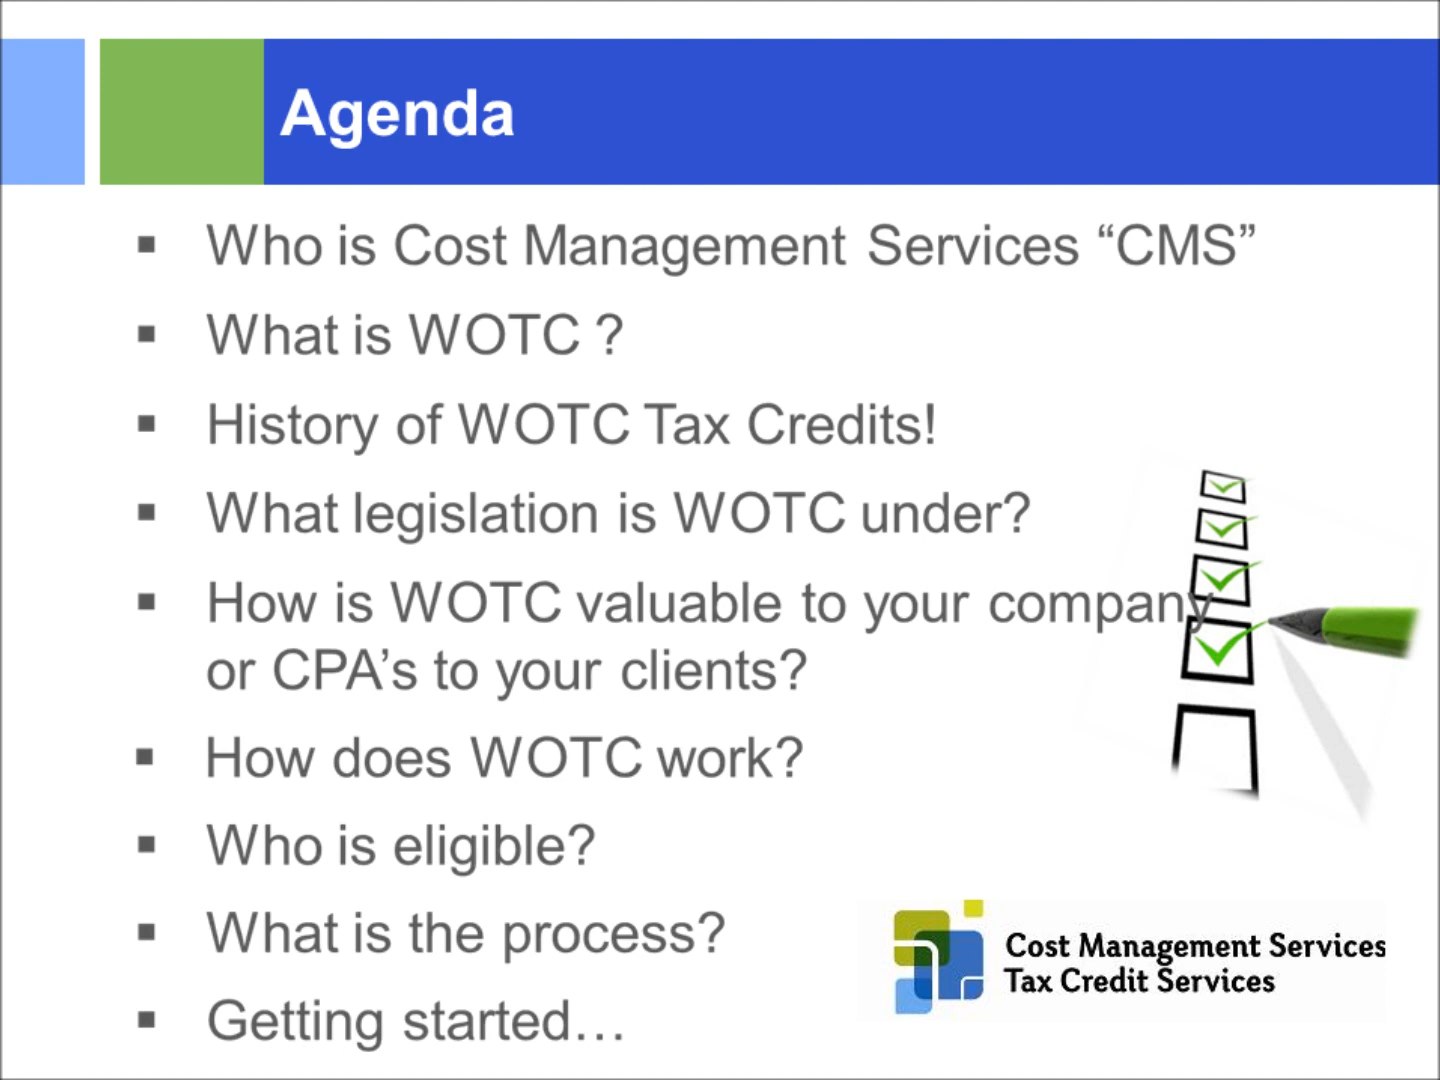 Agenda
▪ Who is Cost Management Services “CMS”
▪ What is WOTC ?
▪ History of WOTC Tax Credits!
▪ What legislation is WOTC under?
▪ How is WOTC valuable to your company
or CPA’s to your clients?
▪ How does WOTC work?
▪ Who is eligible?
▪ What is the process?
▪ Getting started…
Cost Management Services
Tax Credit Services